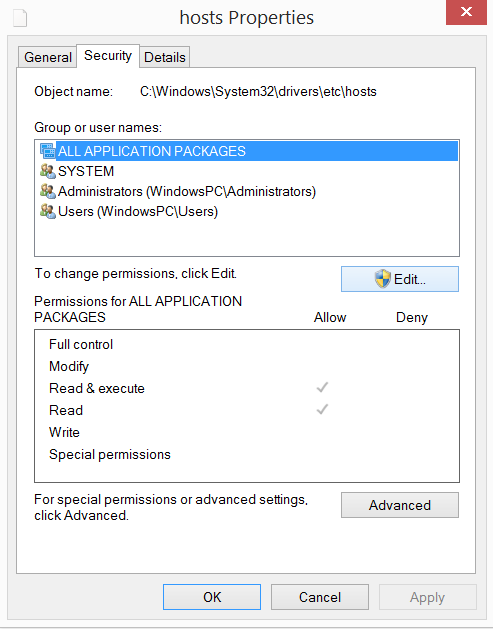 hosts Properties
General Security Details
Object name: C:\Windows\System32\drivers\etc\hosts
Group or user names:
ALL APPLICATION PACKAGES
SYSTEM
Administrators (WindowsPC\Administrators)
Users (WindowsPC\Users)
To change permissions, click Edit.
Edit...
Permissions for ALL APPLICATION
PACKAGES Allow Deny
Full control
Modify
Read & execute
Read
Write
Special permissions
For special permissions or advanced settings,
click Advanced.
Advanced
OK Cancel Apply